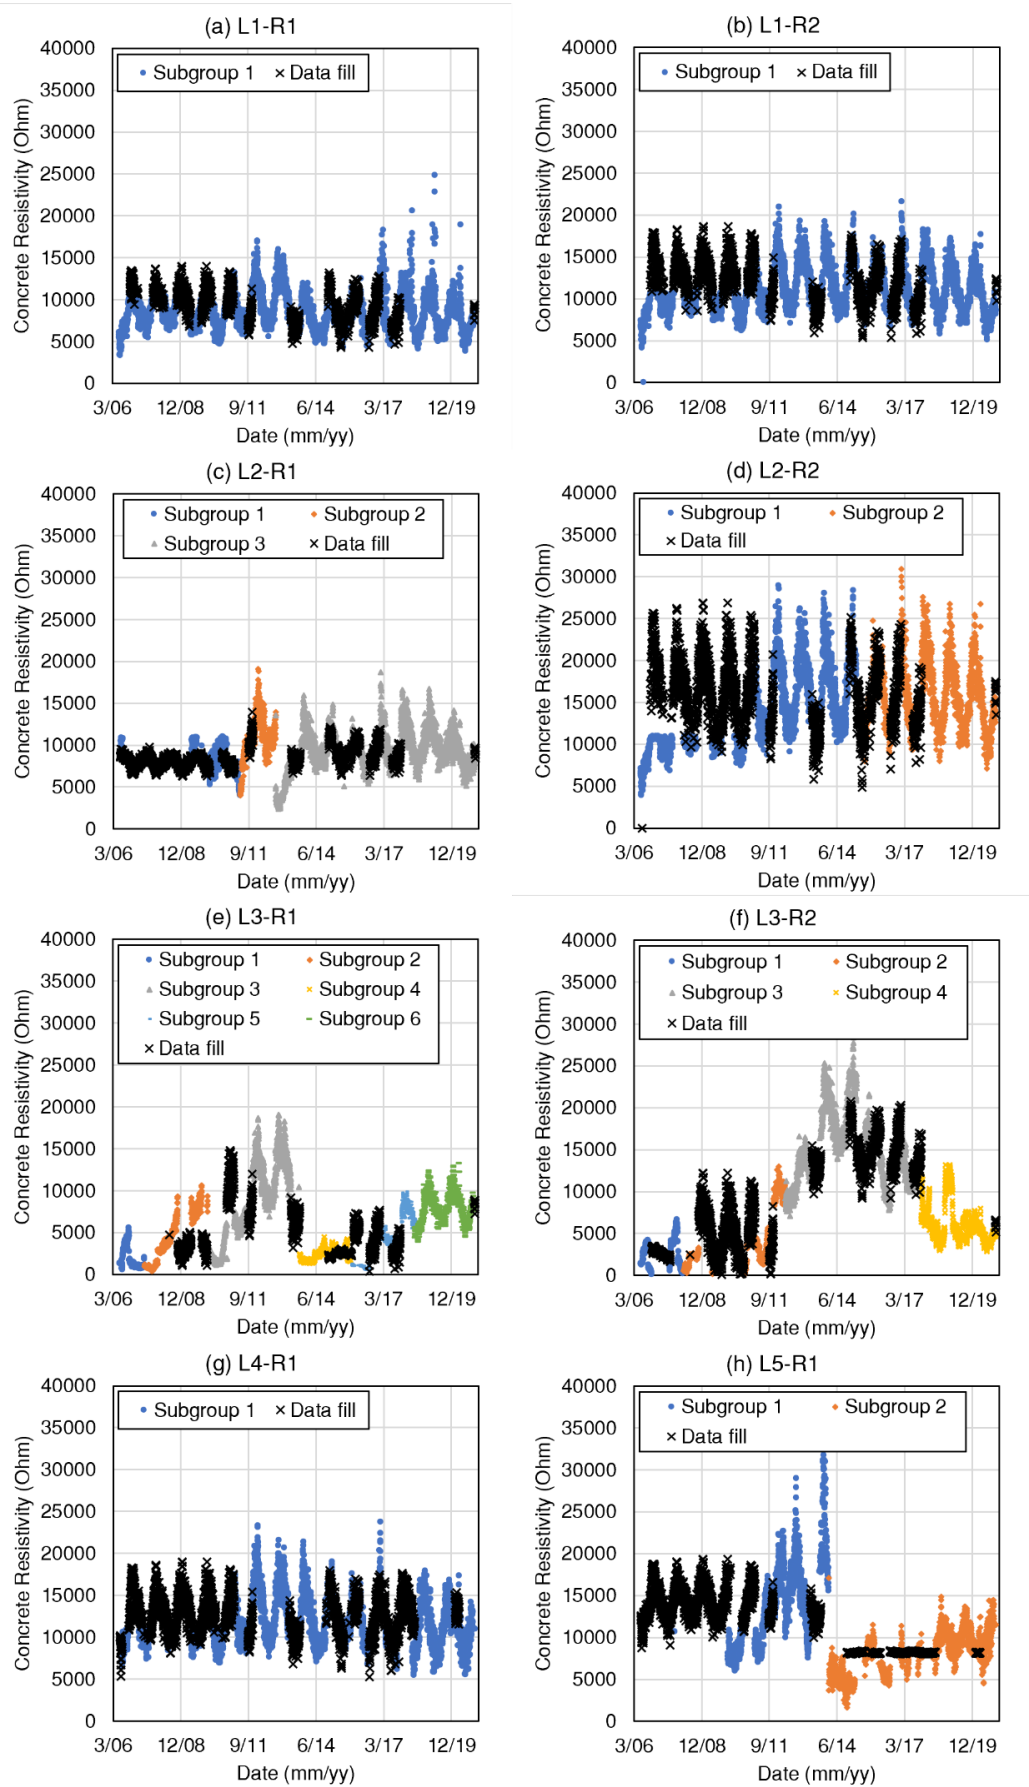 (a) L1-R1
Concrete Resistivity (Ohm)
40000
35000
30000
25000
20000
15000
10000
5000
0
Subgroup 1 × Data fill
3/06 12/08 9/11 6/14 3/17 12/19
Date (mm/yy)
(b) L1-R2
Concrete Resistivity (Ohm)
40000
35000
30000
25000
20000
15000
10000
5000
0
Subgroup 1 × Data fill
3/06 12/08 9/11 6/14 3/17 12/19
Date (mm/yy)
(c) L2-R1
Concrete Resistivity (Ohm)
40000
35000
30000
25000
20000
15000
10000
5000
0
Subgroup 1 Subgroup 2
Subgroup 3 × Data fill
3/06 12/08 9/11 6/14 3/17 12/19
Date (mm/yy)
(d) L2-R2
Concrete Resistivity (Ohm)
40000
35000
30000
25000
20000
15000
10000
5000
0
Subgroup 1 Subgroup 2
× Data fill
3/06 12/08 9/11 6/14 3/17 12/19
Date (mm/yy)
(e) L3-R1
Concrete Resistivity (Ohm)
40000
35000
30000
25000
20000
15000
10000
5000
0
Subgroup 1 Subgroup 2
Subgroup 3 Subgroup 4
Subgroup 5 Subgroup 6
× Data fill
3/06 12/08 9/11 6/14 3/17 12/19
Date (mm/yy)
(f) L3-R2
Concrete Resistivity (Ohm)
40000
35000
30000
25000
20000
15000
10000
5000
0
Subgroup 1 Subgroup 2
Subgroup 3 Subgroup 4
× Data fill
3/06 12/08 9/11 6/14 3/17 12/19
Date (mm/yy)
(g) L4-R1
Concrete Resistivity (Ohm)
40000
35000
30000
25000
20000
15000
10000
5000
0
Subgroup 1 × Data fill
3/06 12/08 9/11 6/14 3/17 12/19
Date (mm/yy)
(h) L5-R1
Concrete Resistivity (Ohm)
40000
35000
30000
25000
20000
15000
10000
5000
0
Subgroup 1 Subgroup 2
× Data fill
3/06 12/08 9/11 6/14 3/17 12/19
Date (mm/yy)